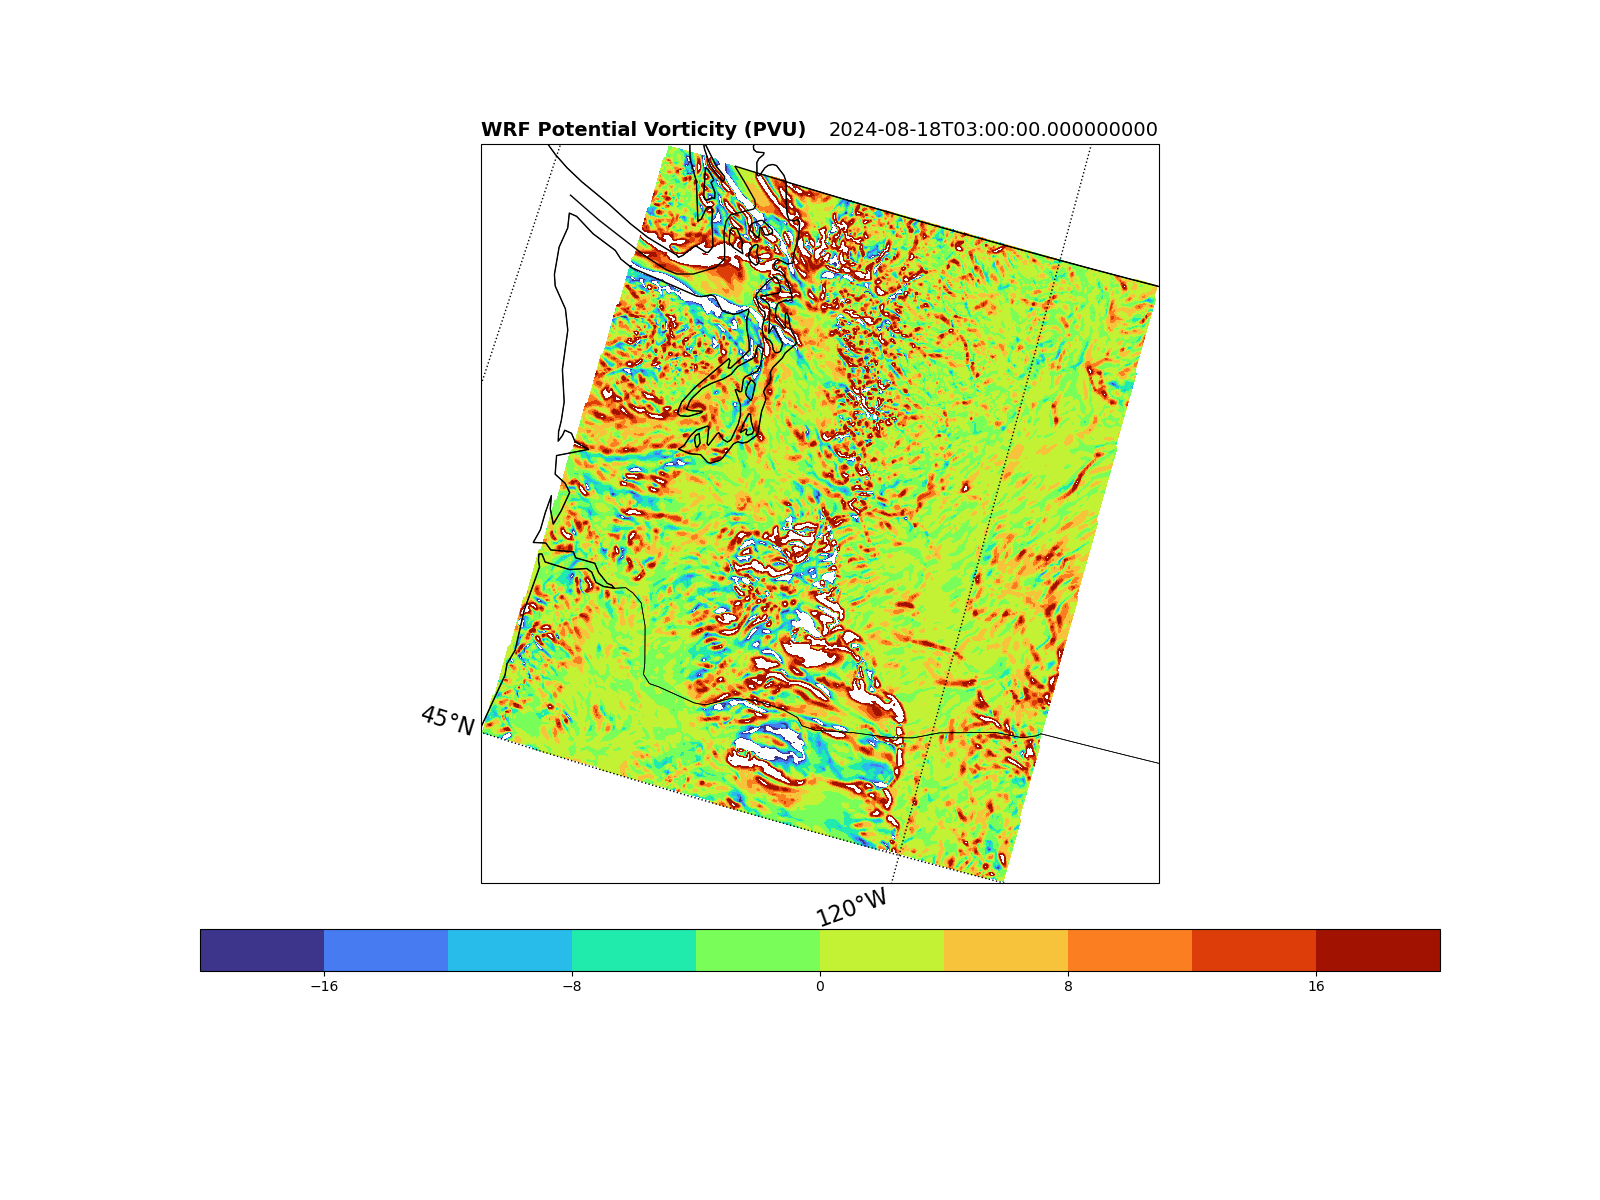 WRF Potential Vorticity (PVU) 2024-08-18T03:00:00.000000000
45°N
120°W
−16 −8 0 8 16